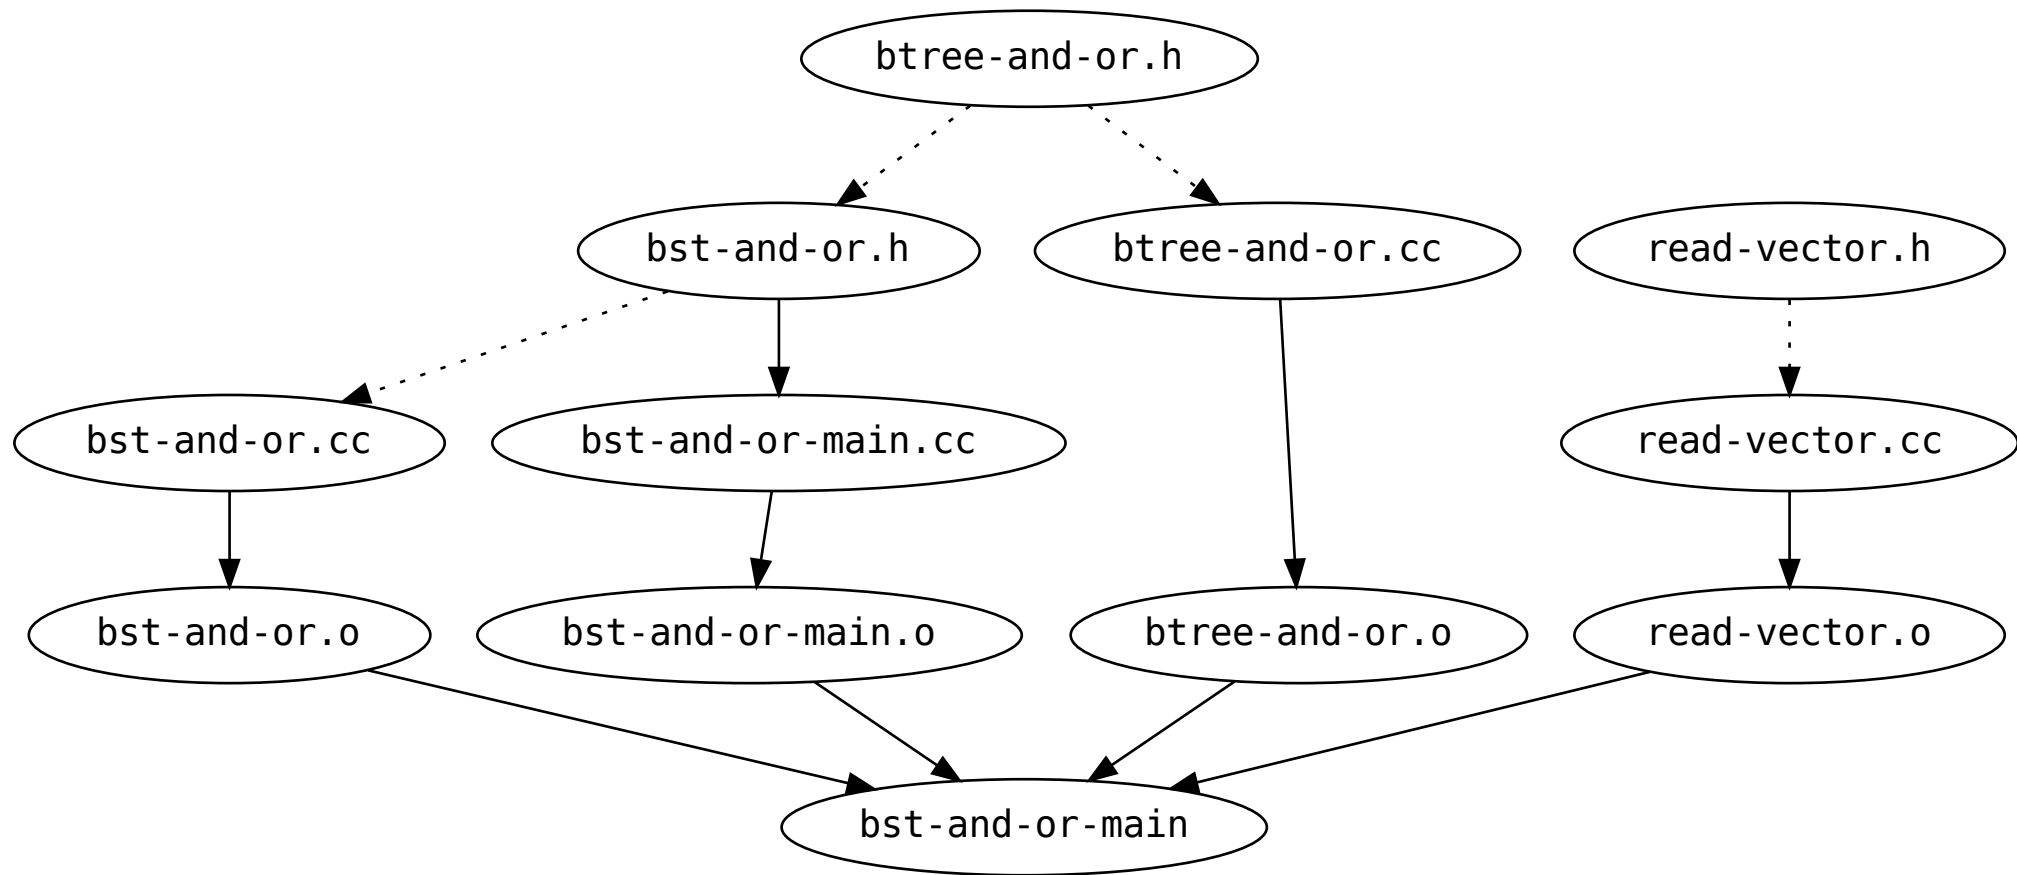 btree-and-or.h
bst-and-or.h
btree-and-or.cc
read-vector.h
bst-and-or.cc
bst-and-or-main.cc
read-vector.cc
bst-and-or.o
bst-and-or-main.o
btree-and-or.o
read-vector.o
bst-and-or-main